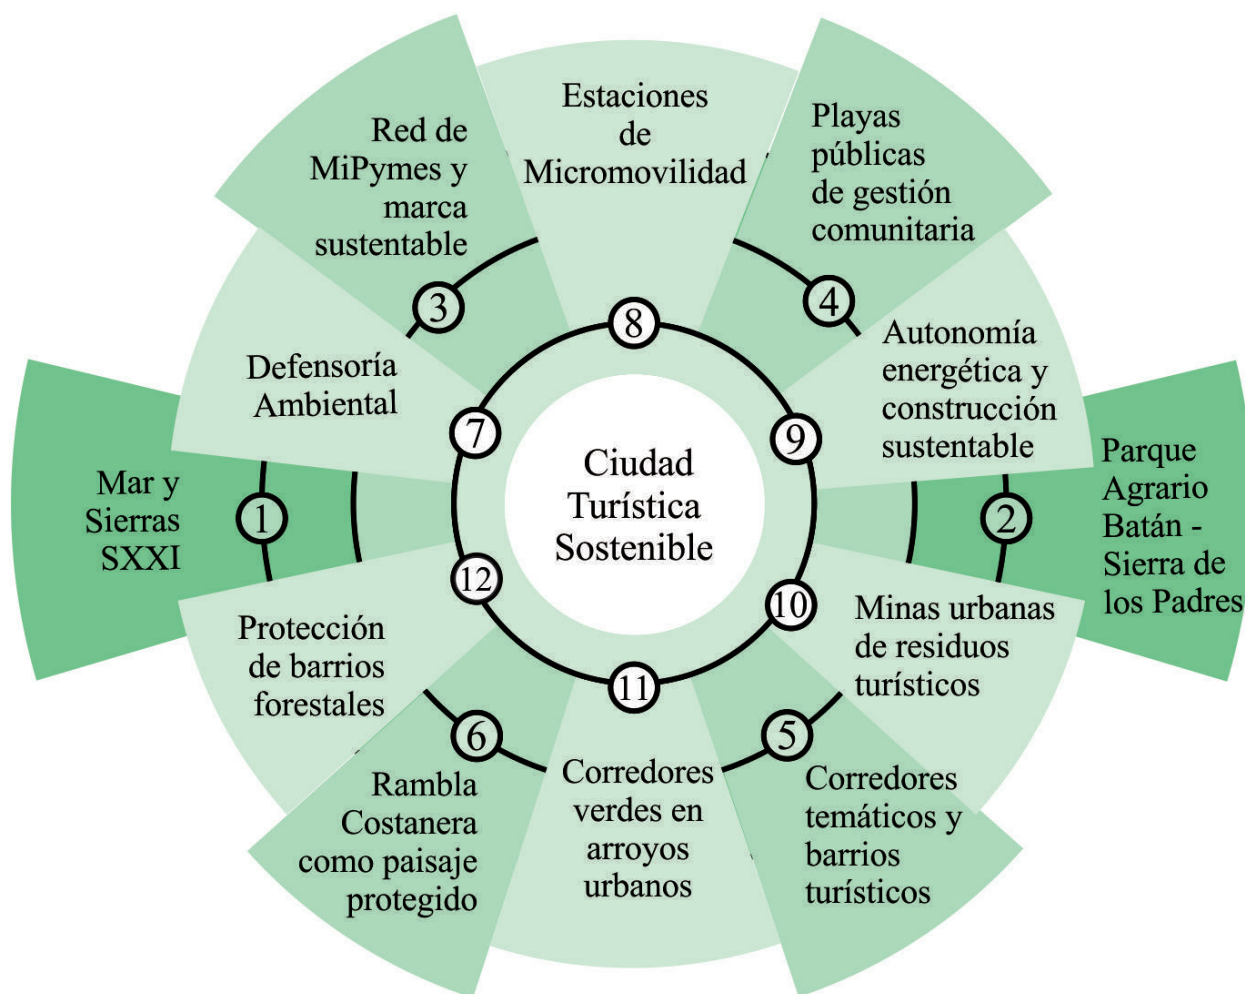 Estaciones
de
Micromovilidad
8
Red de
MiPymes y
marca
sustentable
3
Playas
públicas
de gestión
comunitaria
4
Defensoría
Ambiental
7
Autonomía
energética y
construcción
sustentable
9
Mar y
Sierras
SXXI
1
Ciudad
Turística
Sostenible
Parque
Agrario
Batán -
Sierra de
los Padres
2
Protección
de barrios
forestales
12
Minas urbanas
de residuos
turísticos
10
Rambla
Costanera
como paisaje
protegido
6
Corredores
verdes en
arroyos
urbanos
11
Corredores
temáticos y
barrios
turísticos
5